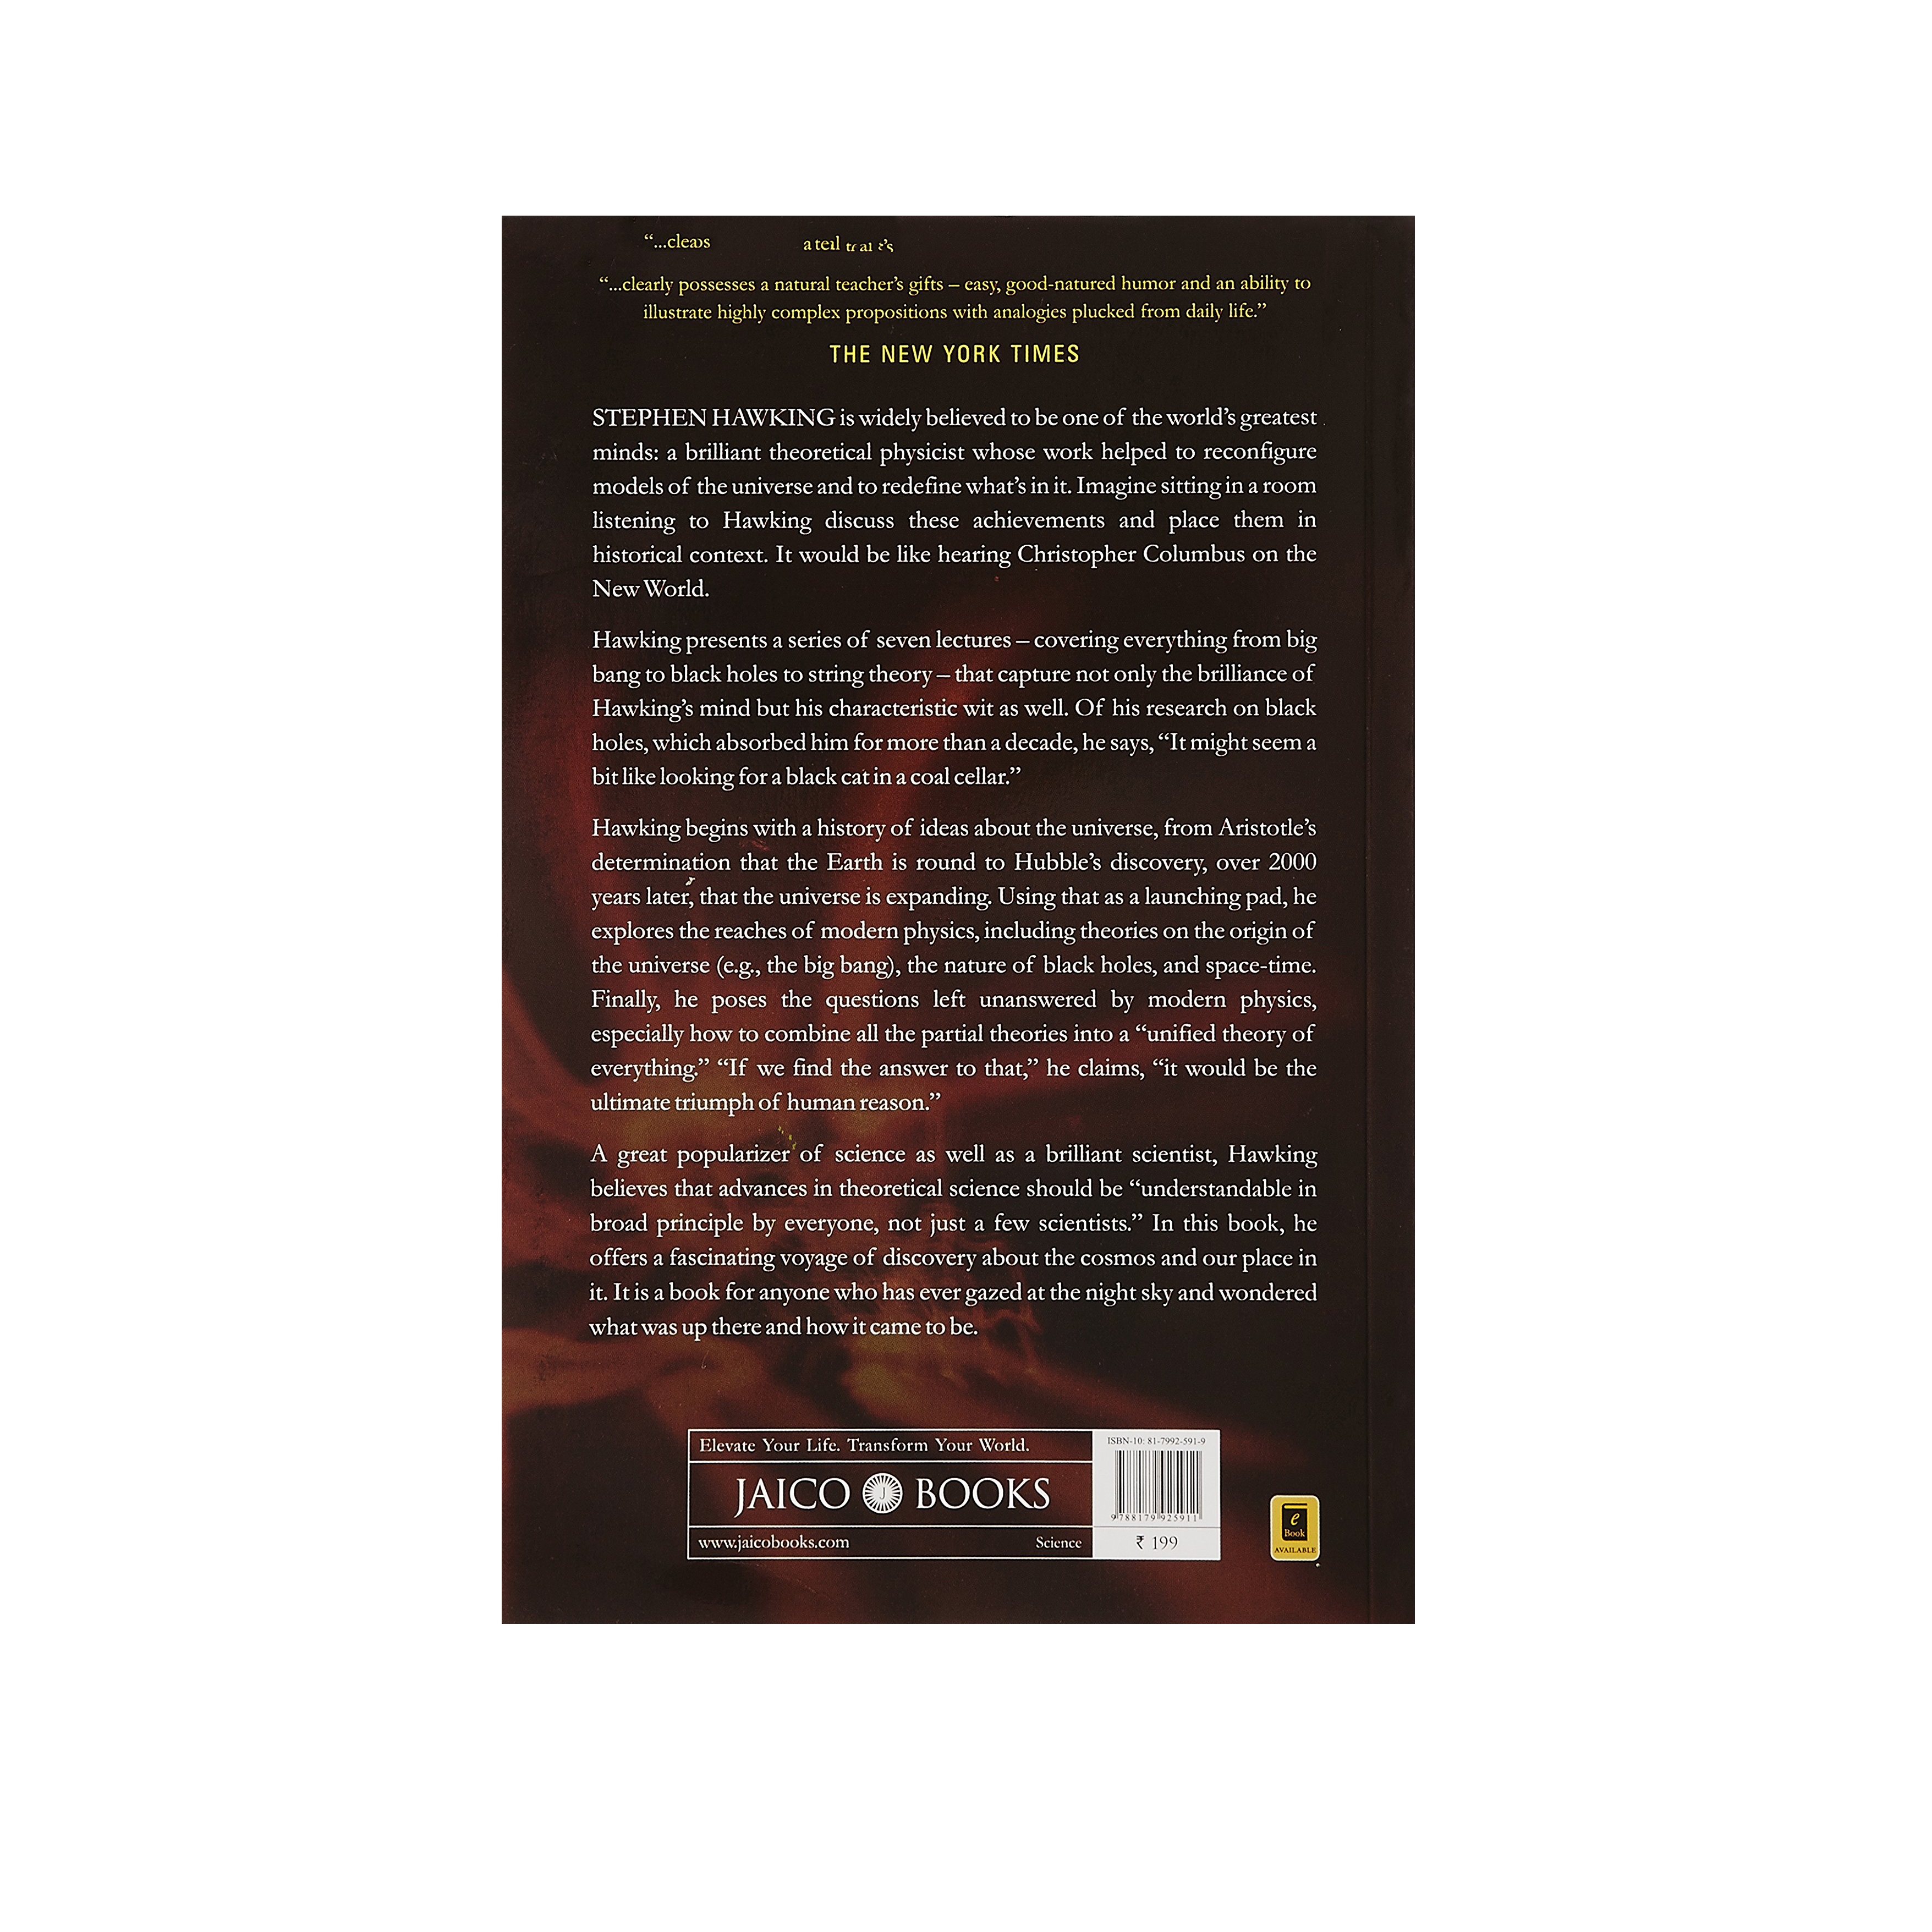 “...clearly possesses a natural teacher’s gifts – easy, good-natured humor and an ability to
illustrate highly complex propositions with analogies plucked from daily life.”
THE NEW YORK TIMES
STEPHEN HAWKING is widely believed to be one of the world’s greatest
minds: a brilliant theoretical physicist whose work helped to reconfigure
models of the universe and to redefine what’s in it. Imagine sitting in a room
listening to Hawking discuss these achievements and place them in
historical context. It would be like hearing Christopher Columbus on the
New World.
Hawking presents a series of seven lectures – covering everything from big
bang to black holes to string theory – that capture not only the brilliance of
Hawking’s mind but his characteristic wit as well. Of his research on black
holes, which absorbed him for more than a decade, he says, “It might seem a
bit like looking for a black cat in a coal cellar.”
Hawking begins with a history of ideas about the universe, from Aristotle’s
determination that the Earth is round to Hubble’s discovery, over 2000
years later, that the universe is expanding. Using that as a launching pad, he
explores the reaches of modern physics, including theories on the origin of
the universe (e.g., the big bang), the nature of black holes, and space-time.
Finally, he poses the questions left unanswered by modern physics,
especially how to combine all the partial theories into a “unified theory of
everything.” “If we find the answer to that,” he claims, “it would be the
ultimate triumph of human reason.”
A great popularizer of science as well as a brilliant scientist, Hawking
believes that advances in theoretical science should be “understandable in
broad principle by everyone, not just a few scientists.” In this book, he
offers a fascinating voyage of discovery about the cosmos and our place in
it. It is a book for anyone who has ever gazed at the night sky and wondered
what was up there and how it came to be.
Elevate Your Life. Transform Your World.
JAICO J BOOKS
www.jaicobooks.com Science
ISBN-10: 81-7992-591-9
9 788179 925911
₹ 199
e
Book
AVAILABLE